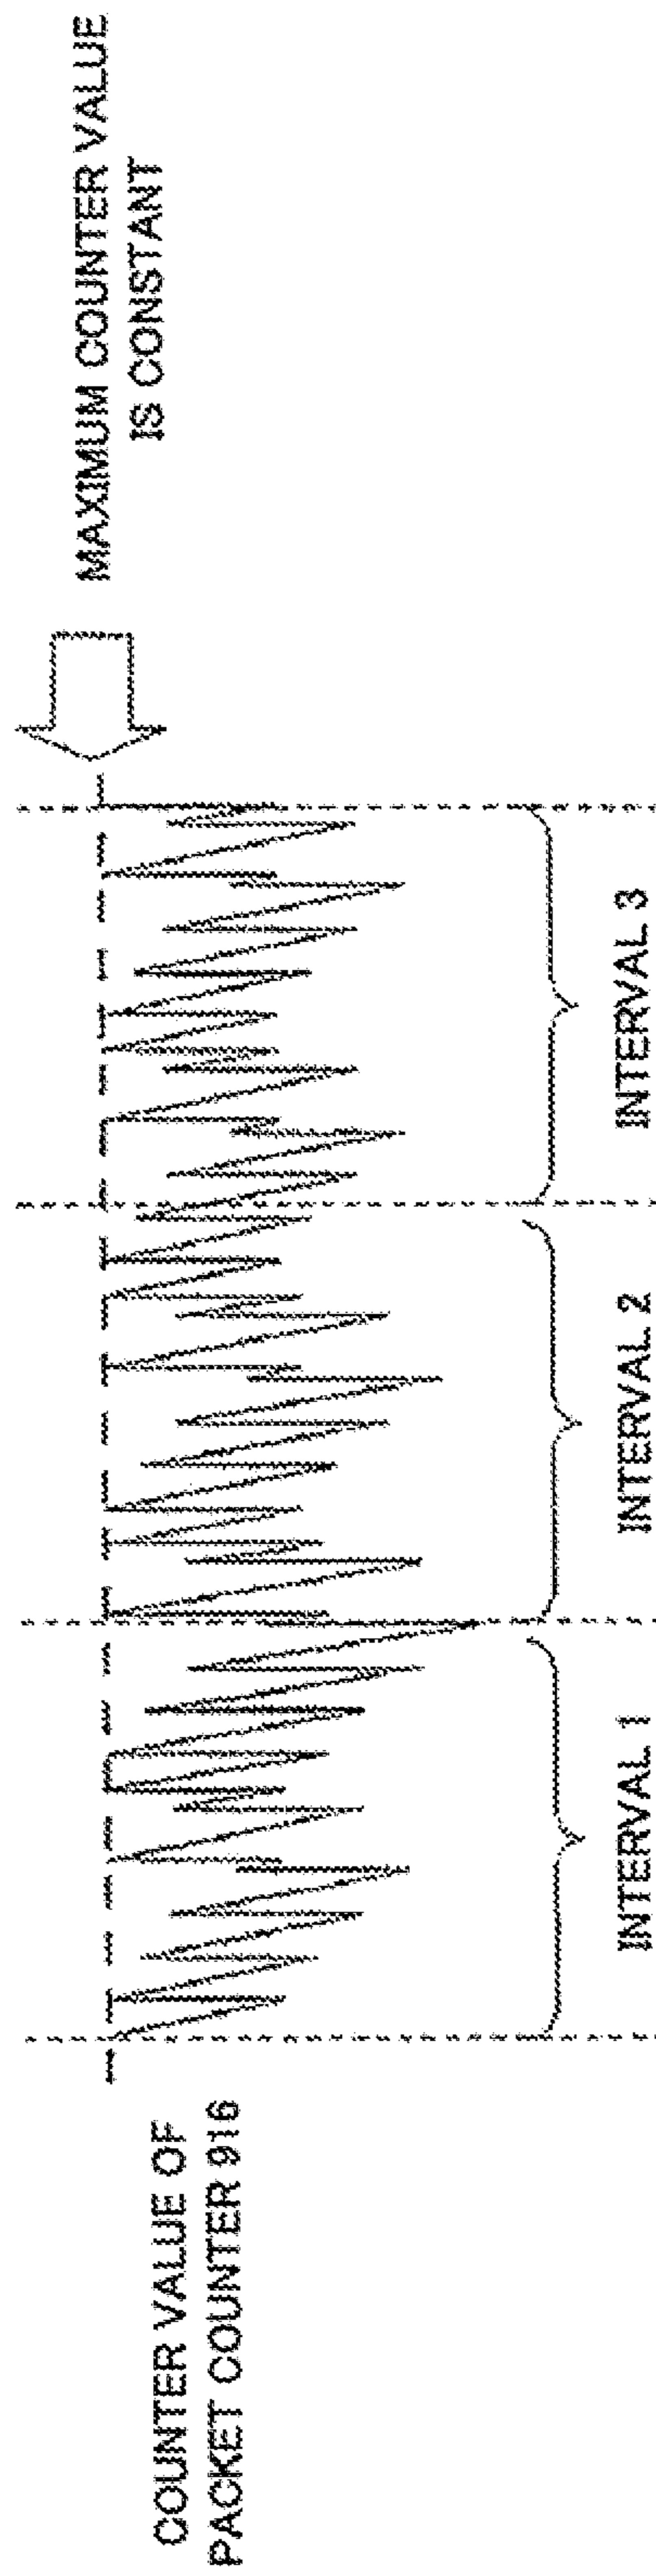 MAXIMUM COUNTER VALUE
IS CONSTANT
COUNTER VALUE OF
PACKET COUNTER 916
INTERVAL 1
INTERVAL 2
INTERVAL 3